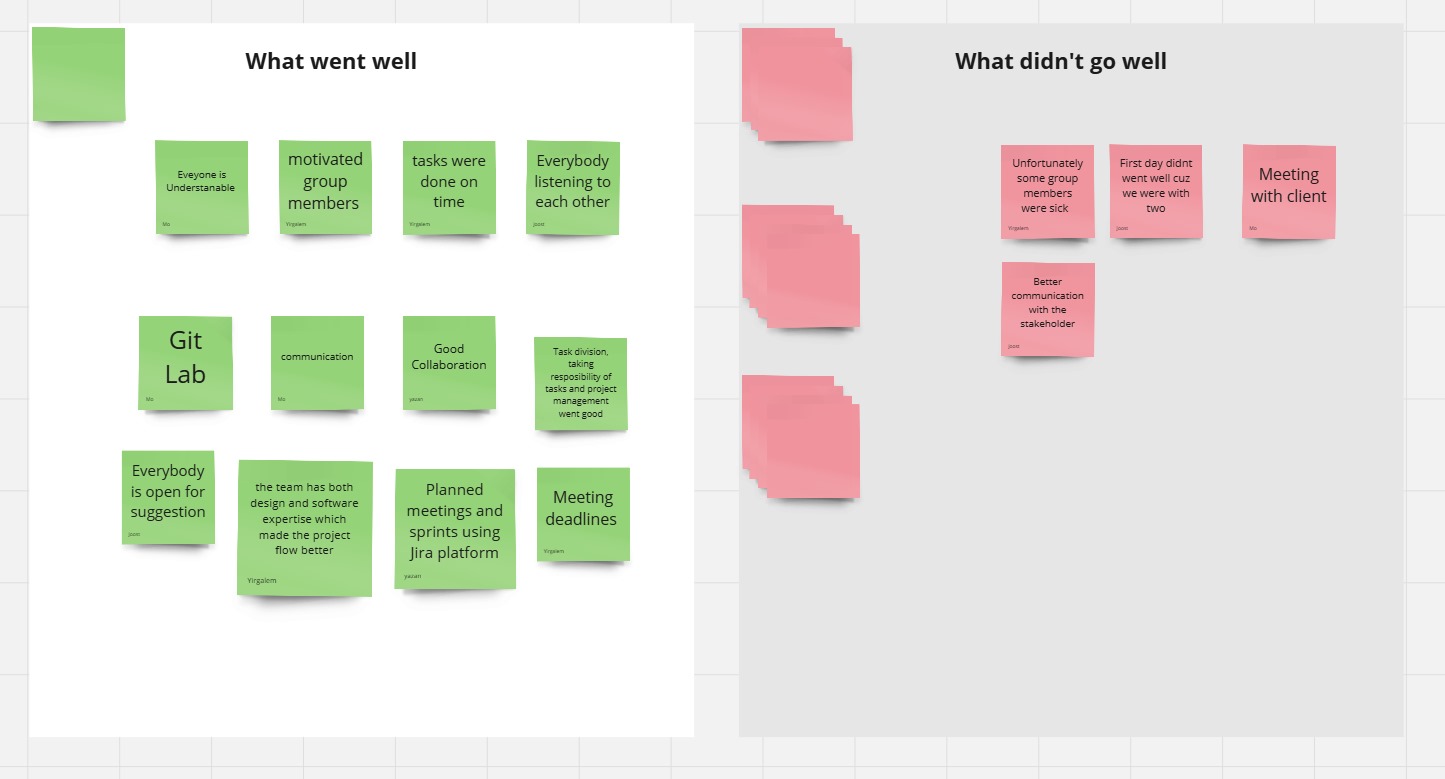 What went well
Eveyone is
Understanable
Mo
motivated
group
members
Yirgalem
tasks were
done on
time
Yirgalem
Everybody
listening to
each other
Joost
Git
Lab
Mo
communication
Mo
Good
Collaboration
yazan
Task division,
taking
resposibility of
tasks and project
management
went good
Everybody
is open for
suggestion
Joost
the team has both
design and software
expertise which
made the project
flow better
Yirgalem
Planned
meetings and
sprints using
Jira platform
yazan
Meeting
deadlines
Yirgalem
What didn't go well
Unfortunately
some group
members
were sick
Yirgalem
First day didnt
went well cuz
we were with
two
Joost
Meeting
with client
Mo
Better
communication
with the
stakeholder
Joost